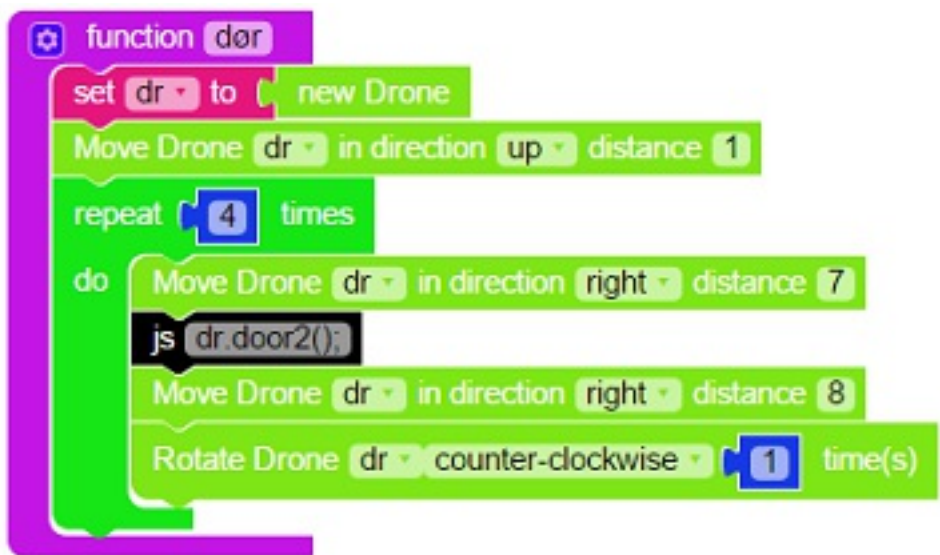 function dør
set dr to new Drone
Move Drone dr in direction up distance 1
repeat 4 times
do Move Drone dr in direction right distance 7
js dr.door2();
Move Drone dr in direction right distance 8
Rotate Drone dr counter-clockwise 1 time(s)